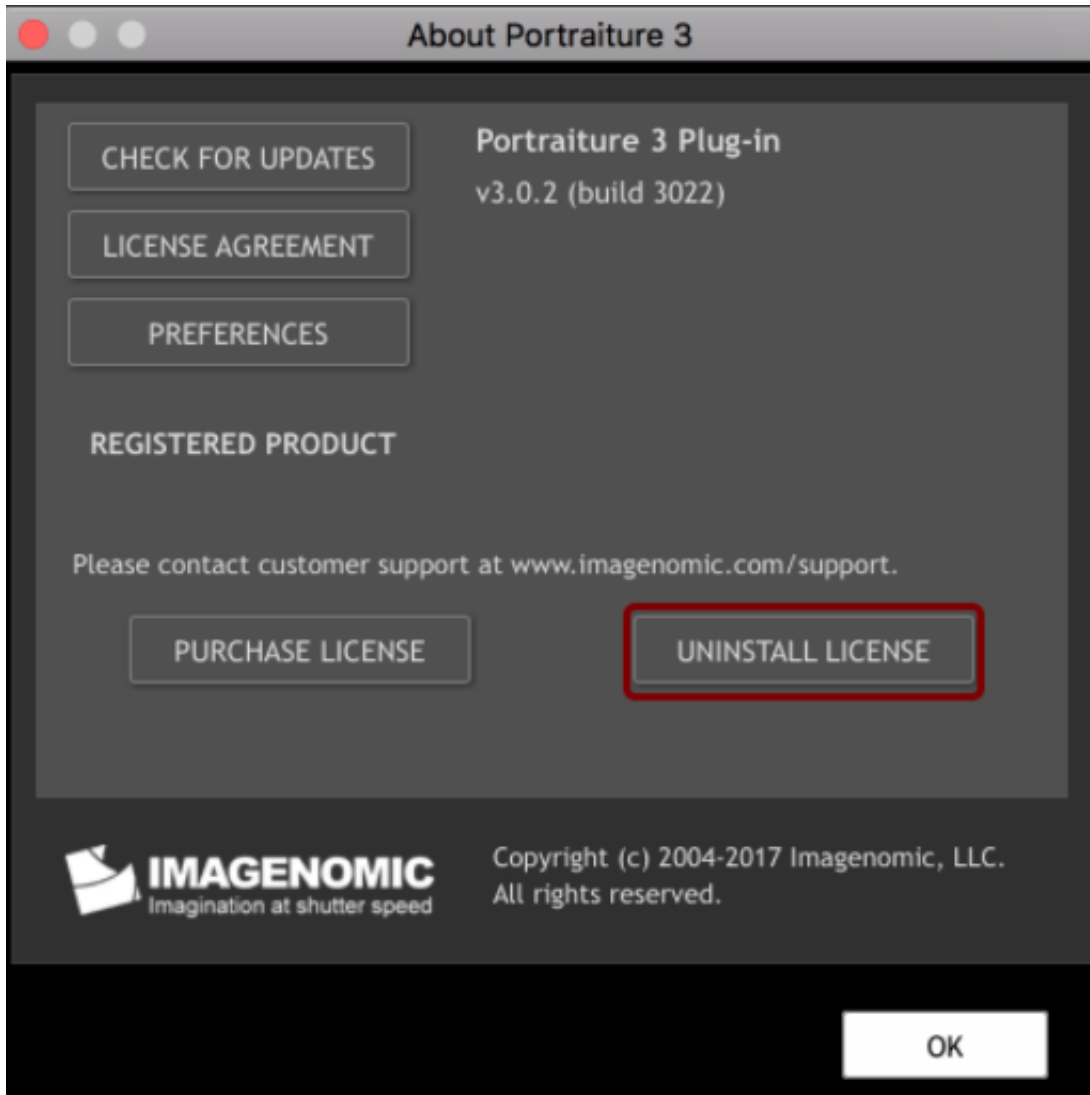 About Portraiture 3
CHECK FOR UPDATES
Portraiture 3 Plug-in
v3.0.2 (build 3022)
LICENSE AGREEMENT
PREFERENCES
REGISTERED PRODUCT
Please contact customer support at www.imagenomic.com/support.
PURCHASE LICENSE
UNINSTALL LICENSE
IMAGENOMIC
Imagination at shutter speed
Copyright (c) 2004-2017 Imagenomic, LLC.
All rights reserved.
OK